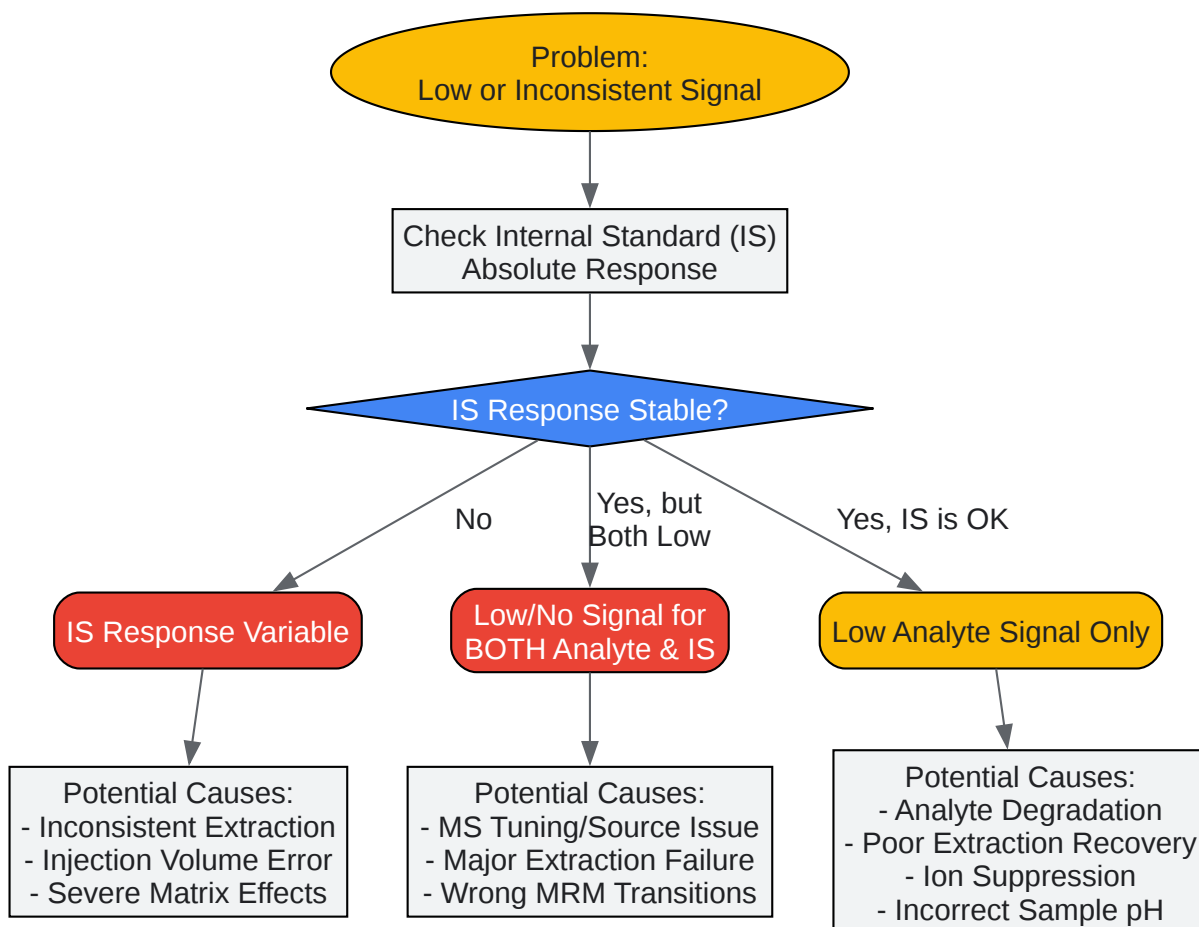 Problem:
Low or Inconsistent Signal
Check Internal Standard (IS)
Absolute Response
IS Response Stable?
No
Yes, but
Both Low
Yes, IS is OK
IS Response Variable
Low/No Signal for
BOTH Analyte & IS
Low Analyte Signal Only
Potential Causes:
- Inconsistent Extraction
- Injection Volume Error
- Severe Matrix Effects
Potential Causes:
- MS Tuning/Source Issue
- Major Extraction Failure
- Wrong MRM Transitions
Potential Causes:
- Analyte Degradation
- Poor Extraction Recovery
- Ion Suppression
- Incorrect Sample pH